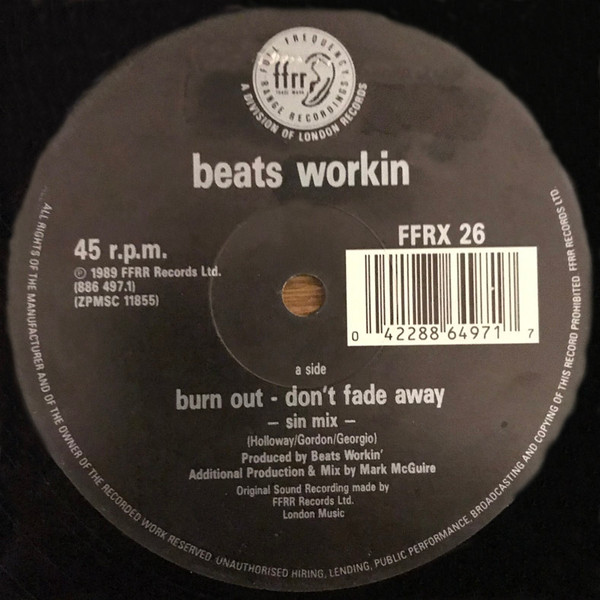 FULL FREQUENCY
ffrr
TRADE MARK
RANGE RECORDINGS
A DIVISION OF LONDON RECORDS
beats workin
45 r.p.m.
℗ 1989 FFRR Records Ltd.
(886 497.1)
(ZPMSC 11855)
FFRX 26
0 42288 64971 7
a side
burn out - don't fade away
– sin mix –
(Holloway/Gordon/Georgio)
Produced by Beats Workin'
Additional Production & Mix by Mark McGuire
Original Sound Recording made by
FFRR Records Ltd.
London Music
ALL RIGHTS OF THE MANUFACTURER AND OF THE OWNER OF THE RECORDED WORK RESERVED UNAUTHORISED HIRING, LENDING, PUBLIC PERFORMANCE, BROADCASTING AND COPYING OF THIS RECORD PROHIBITED FFRR RECORDS LTD